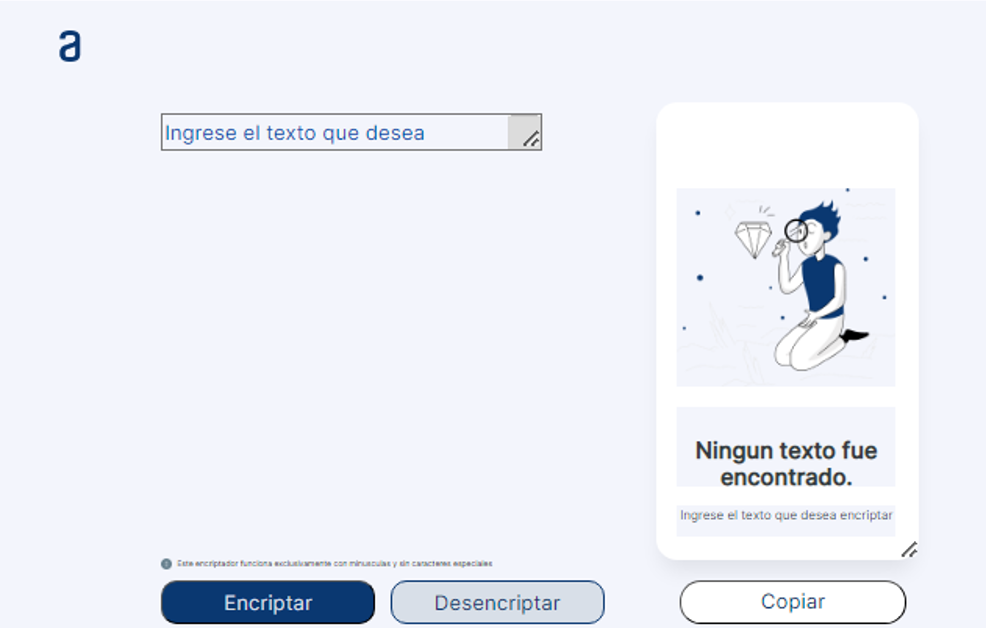 a
Ingrese el texto que desea
Ningun texto fue
encontrado.
Ingrese el texto que desea encriptar
Este encriptador funciona exclusivamente con minusculas y sin caracteres especiales
Encriptar
Desencriptar
Copiar